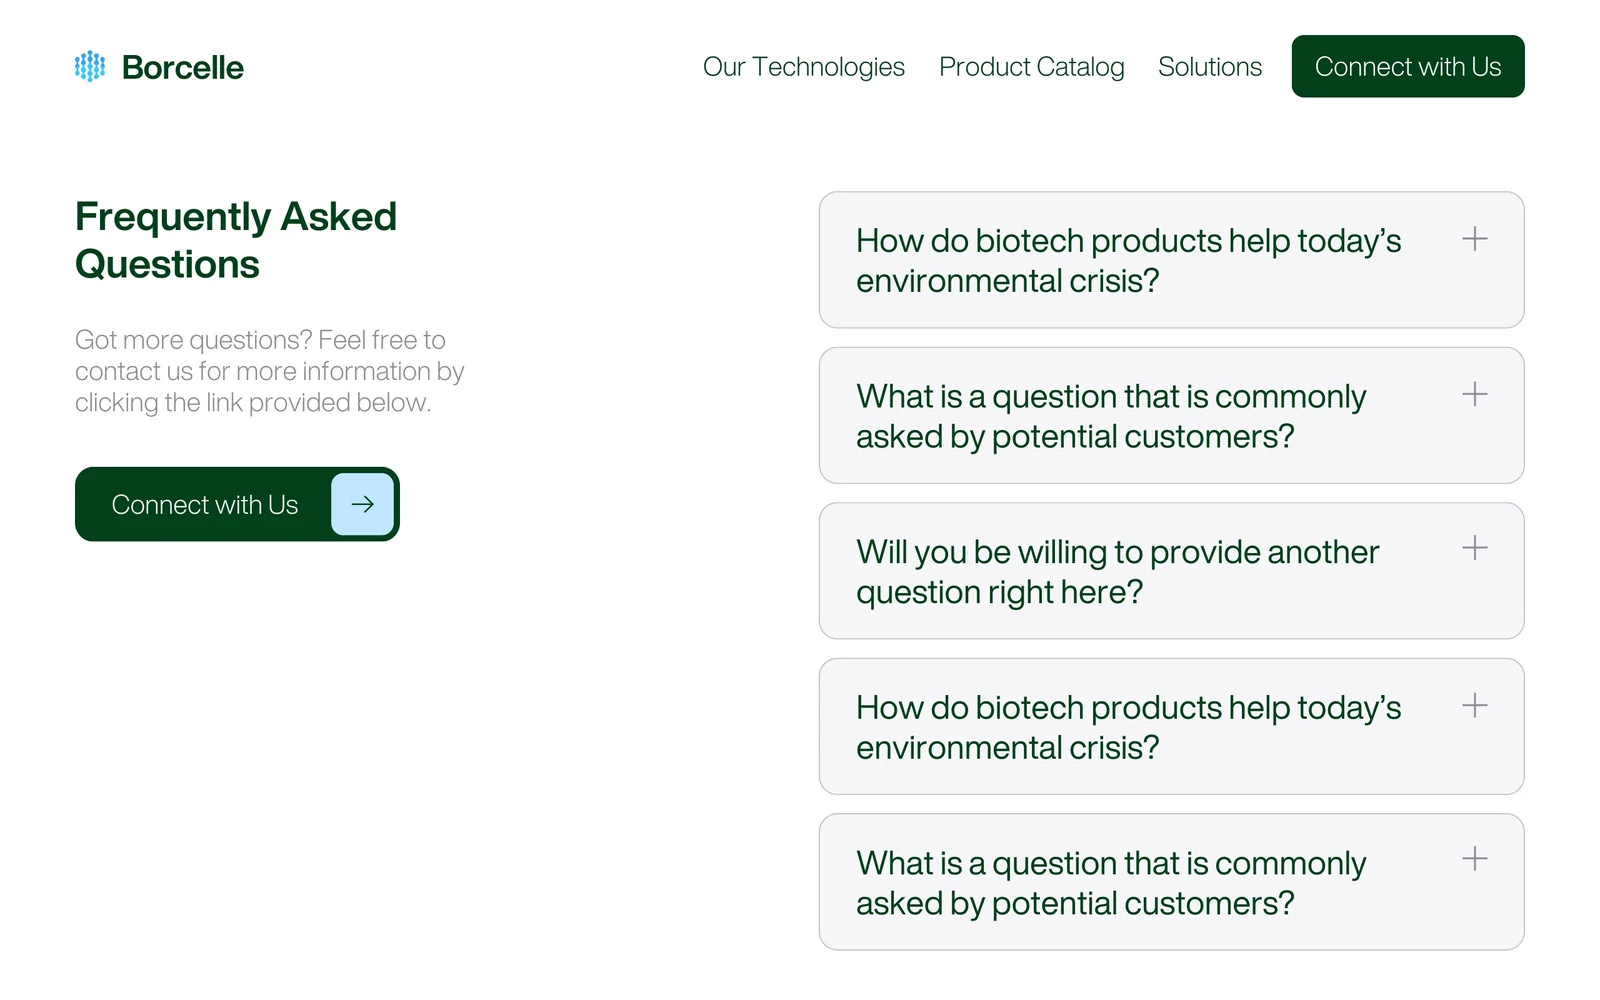 Borcelle
Our Technologies
Product Catalog
Solutions
Connect with Us
Frequently Asked
Questions
Got more questions? Feel free to
contact us for more information by
clicking the link provided below.
Connect with Us
How do biotech products help today’s
environmental crisis?
What is a question that is commonly
asked by potential customers?
Will you be willing to provide another
question right here?
How do biotech products help today’s
environmental crisis?
What is a question that is commonly
asked by potential customers?